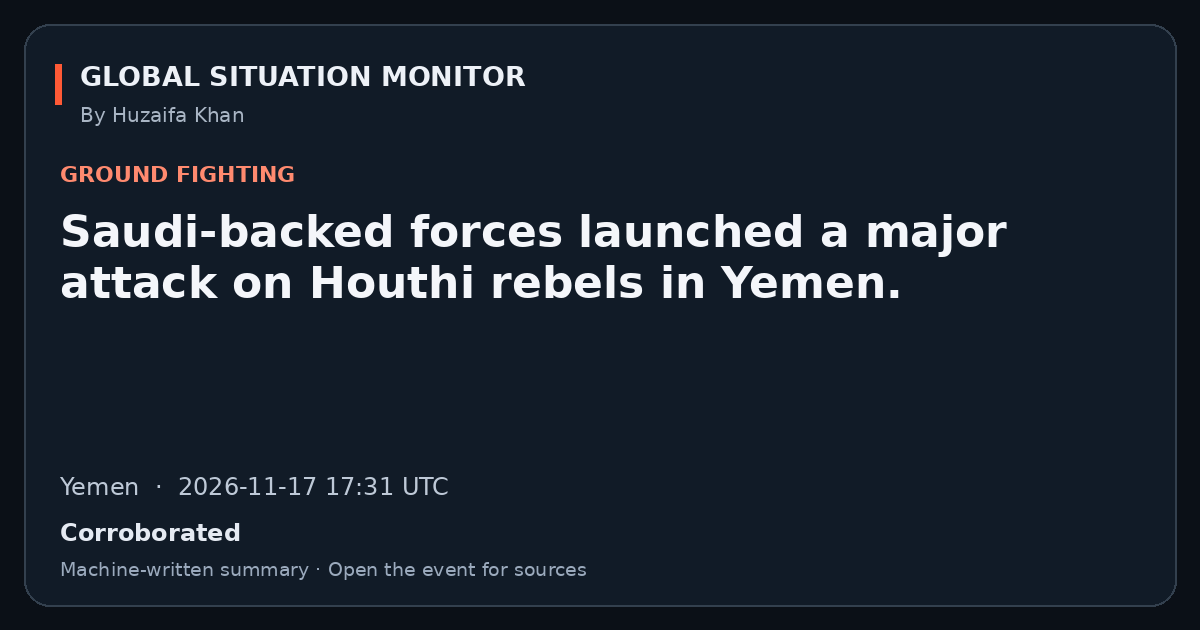 GLOBAL SITUATION MONITOR
By Huzaifa Khan
GROUND FIGHTING
Saudi-backed forces launched a major
attack on Houthi rebels in Yemen.
Yemen · 2026-11-17 17:31 UTC
Corroborated
Machine-written summary · Open the event for sources